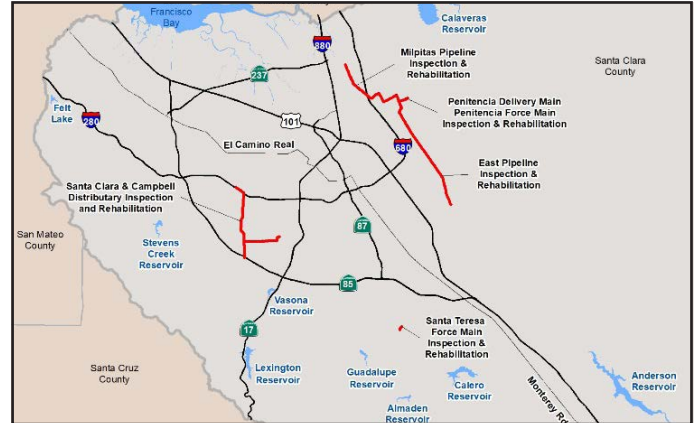 Francisco
Bay
Calaveras
Reservoir
880
Milpitas Pipeline
Inspection &
Rehabilitation
Santa Clara
County
237
Penitencia Delivery Main
Penitencia Force Main
Inspection & Rehabilitation
Felt
Lake
280
101
El Camino Real
680
East Pipeline
Inspection &
Rehabilitation
Santa Clara & Campbell
Distributary Inspection
and Rehabilitation
San Mateo
County
Stevens
Creek
Reservoir
87
85
Vasona
Reservoir
17
Santa Teresa
Force Main
Inspection &
Rehabilitation
Santa Cruz
County
Lexington
Reservoir
Guadalupe
Reservoir
Calero
Reservoir
Almaden
Reservoir
Monterey Rd
Anderson
Reservoir